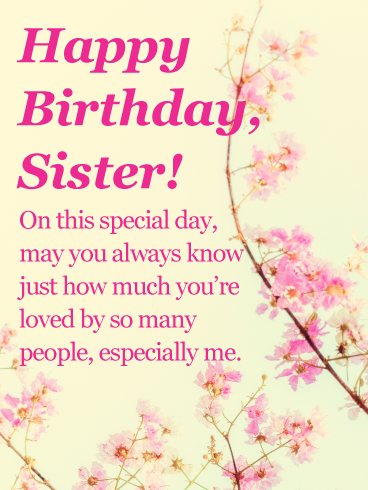 Happy
Birthday,
Sister!
On this special day,
may you always know
just how much you’re
loved by so many
people, especially me.